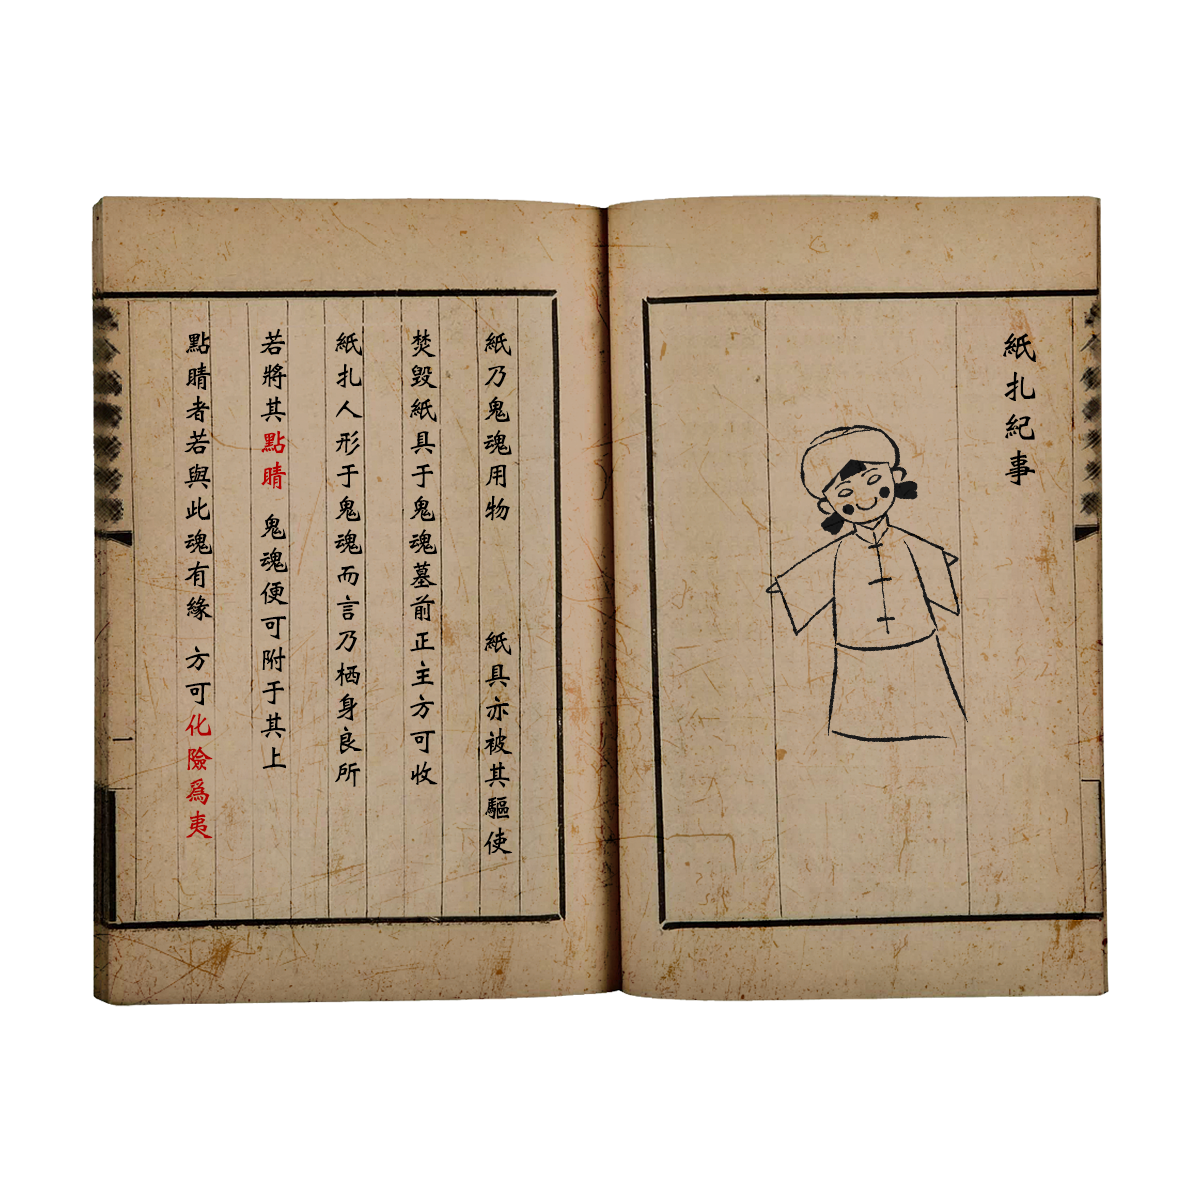 紙扎紀事
紙乃鬼魂用物 紙具亦被其驅使
焚毀紙具于鬼魂墓前正主方可收
紙扎人形于鬼魂而言乃栖身良所
若將其點睛 鬼魂便可附于其上
點睛者若與此魂有緣 方可化險爲夷